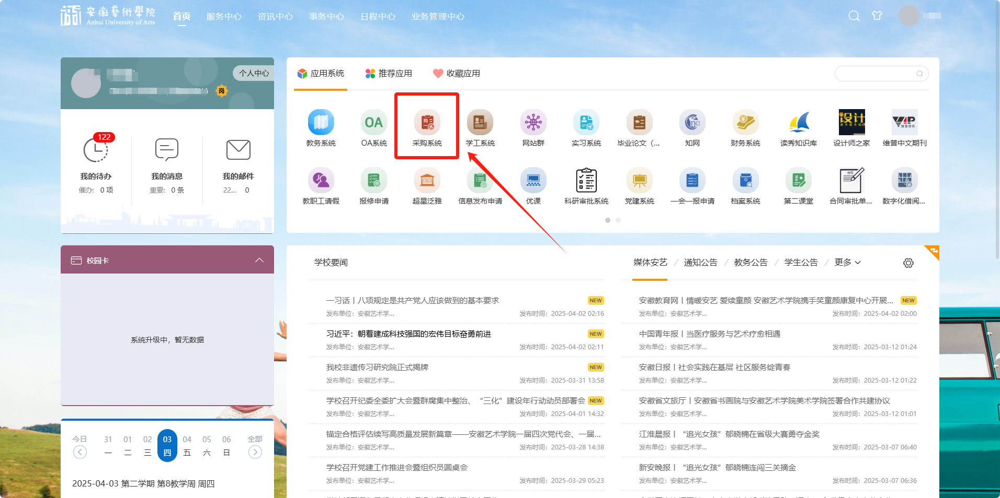 安徽藝術學院
Anhui University of Arts
首页 服务中心 资讯中心 事务中心 日程中心 业务管理中心
个人中心
岗
122
我的待办 我的消息 我的邮件
催办: 0 项 重要: 0 条 22... 0
应用系统 推荐应用 收藏应用
OA
购
设计
数字图书馆
VIP
维普资讯
教务系统 OA系统 采购系统 学工系统 网站群 实习系统 毕业论文（... 知网 财务系统 读秀知识库 设计师之家 维普中文期刊
合同
教职工请假 报修申请 超星泛雅 信息发布申请 优课 科研审批系统 党建系统 一会一报申请 档案系统 第二课堂 合同审批单... 数字化借阅...
校园卡
系统升级中，暂无数据
今日 31 01 02 03 04 05 06 全部
一 二 三 四 五 六 日
2025-04-03 第二学期 第8教学周 周四
学校要闻
一习话丨八项规定是共产党人应该做到的基本要求 NEW
发布单位：安徽艺术学... 发布时间：2025-04-02 02:16
习近平：朝着建成科技强国的宏伟目标奋勇前进 NEW
发布单位：安徽艺术学... 发布时间：2025-04-02 02:11
我校非遗传习研究院正式揭牌 NEW
发布单位：安徽艺术学... 发布时间：2025-03-31 13:58
学校召开纪委全委扩大会暨群腐集中整治、“三化”建设年行动动员部署会 NEW
发布单位：安徽艺术学... 发布时间：2025-04-01 14:32
锚定合格评估续写高质量发展新篇章——安徽艺术学院一届四次党代会、一届...
发布单位：安徽艺术学... 发布时间：2025-03-28 14:38
学校召开党建工作推进会暨组织员圆桌会
发布单位：安徽艺术学... 发布时间：2025-03-29 05:23
媒体安艺 / 通知公告 / 教务公告 / 学生公告 / 更多
安徽教育网丨情暖安艺 爱续童颜 安徽艺术学院携手笑童颜康复中心开展... NEW
发布单位：安徽艺术学... 发布时间：2025-04-02 02:00
中国青年报丨当医疗服务与艺术疗愈相遇
发布单位：安徽艺术学... 发布时间：2025-03-12 01:24
安徽日报丨社会实践在基层 社区服务绽青春
发布单位：安徽艺术学... 发布时间：2025-03-12 01:22
安徽省文旅厅丨安徽省书画院与安徽艺术学院美术学院签署合作共建协议
发布单位：安徽艺术学... 发布时间：2025-03-12 01:01
江淮晨报丨“追光女孩”郁晓楠在省级大赛勇夺金奖
发布单位：安徽艺术学... 发布时间：2025-03-07 06:40
新安晚报丨“追光女孩”郁晓楠连闯三关摘金
发布单位：安徽艺术学... 发布时间：2025-03-07 06:36